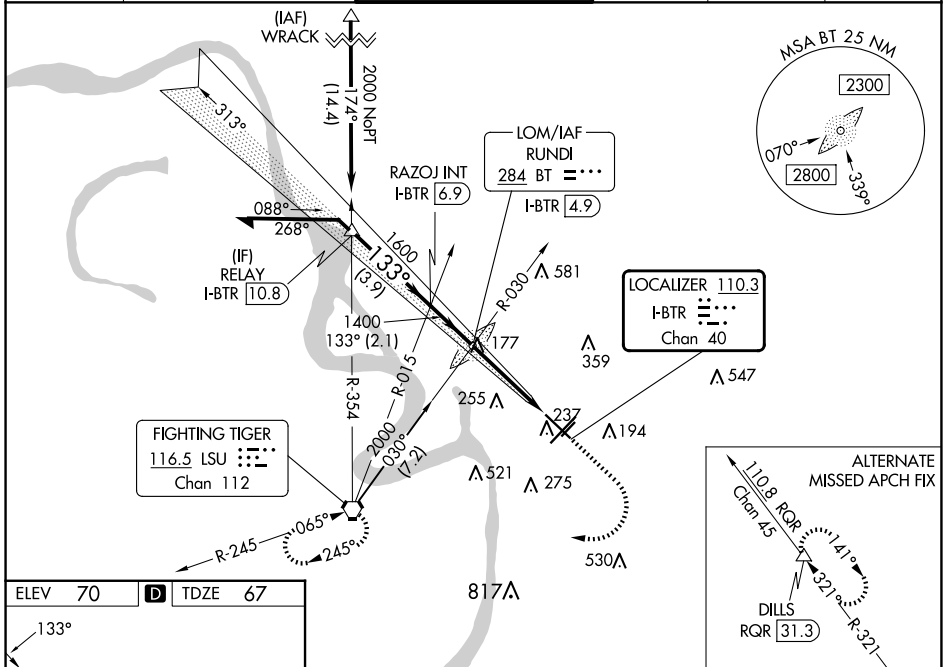 (IAF)
WRACK
2000 NoPT
174°
(14.4)
313°
MSA BT 25 NM
2300
070°
2800
339°
LOM/IAF
RUNDI
284 BT
I-BTR 4.9
RAZOJ INT
I-BTR 6.9
088°
268°
(IF)
RELAY
I-BTR 10.8
1600
133°
(3.9)
1400
133° (2.1)
R-030
581
LOCALIZER 110.3
I-BTR
Chan 40
177
359
547
255
237
194
R-354
R-015
2000
030°
(7.2)
FIGHTING TIGER
116.5 LSU
Chan 112
521
275
065°
R-245
245°
530
817
ALTERNATE
MISSED APCH FIX
110.8 RQR
Chan 45
141°
321°
R-321
DILLS
RQR 31.3
ELEV 70 D TDZE 67
133°